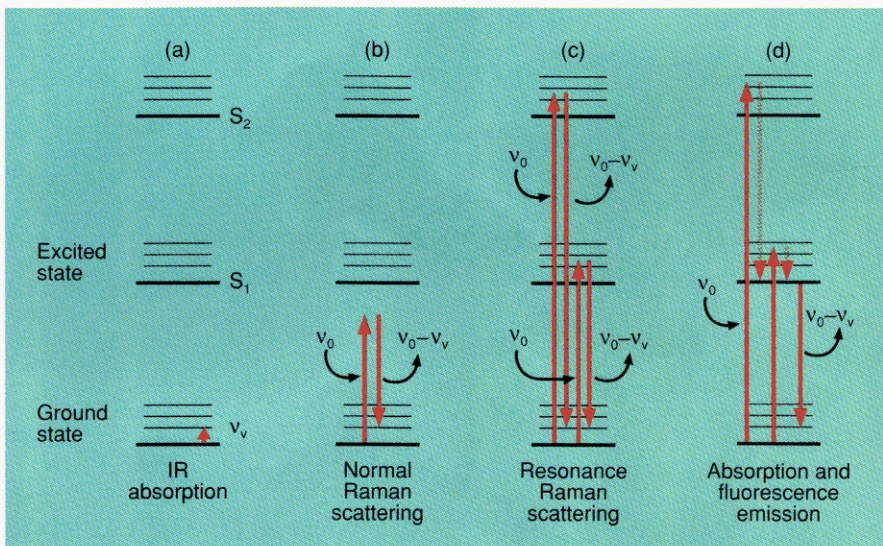 (a)
(b)
(c)
(d)
S₂
ν₀
ν₀–νᵥ
Excited
state
S₁
ν₀
ν₀–νᵥ
ν₀
ν₀–νᵥ
ν₀
ν₀–νᵥ
Ground
state
νᵥ
IR
absorption
Normal
Raman
scattering
Resonance
Raman
scattering
Absorption and
fluorescence
emission